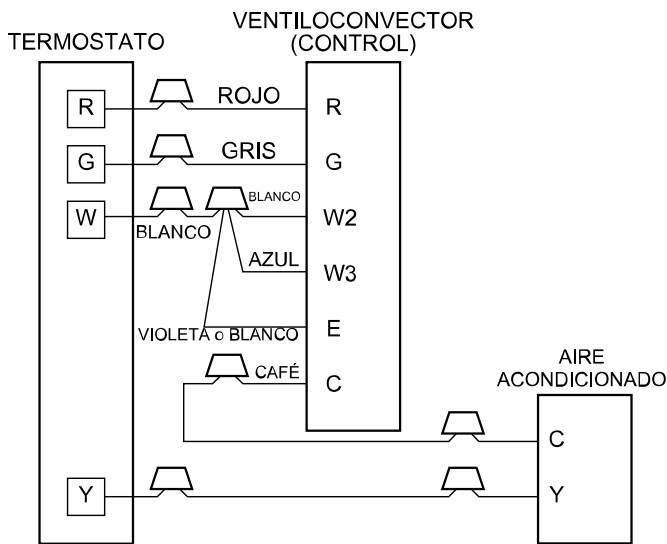 VENTILOCONVECTOR
(CONTROL)
TERMOSTATO
R
ROJO
R
G
GRIS
G
W
BLANCO
BLANCO
W2
AZUL
W3
VIOLETA o BLANCO
E
CAFÉ
C
AIRE
ACONDICIONADO
C
Y
Y